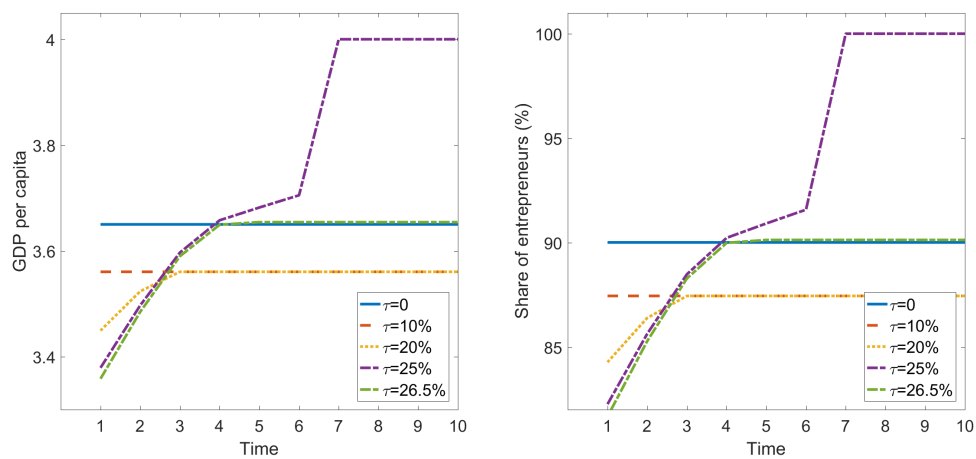 GDP per capita
4
3.8
3.6
3.4
1 2 3 4 5 6 7 8 9 10
Time
τ=0
τ=10%
τ=20%
τ=25%
τ=26.5%
Share of entrepreneurs (%)
100
95
90
85
1 2 3 4 5 6 7 8 9 10
Time
τ=0
τ=10%
τ=20%
τ=25%
τ=26.5%